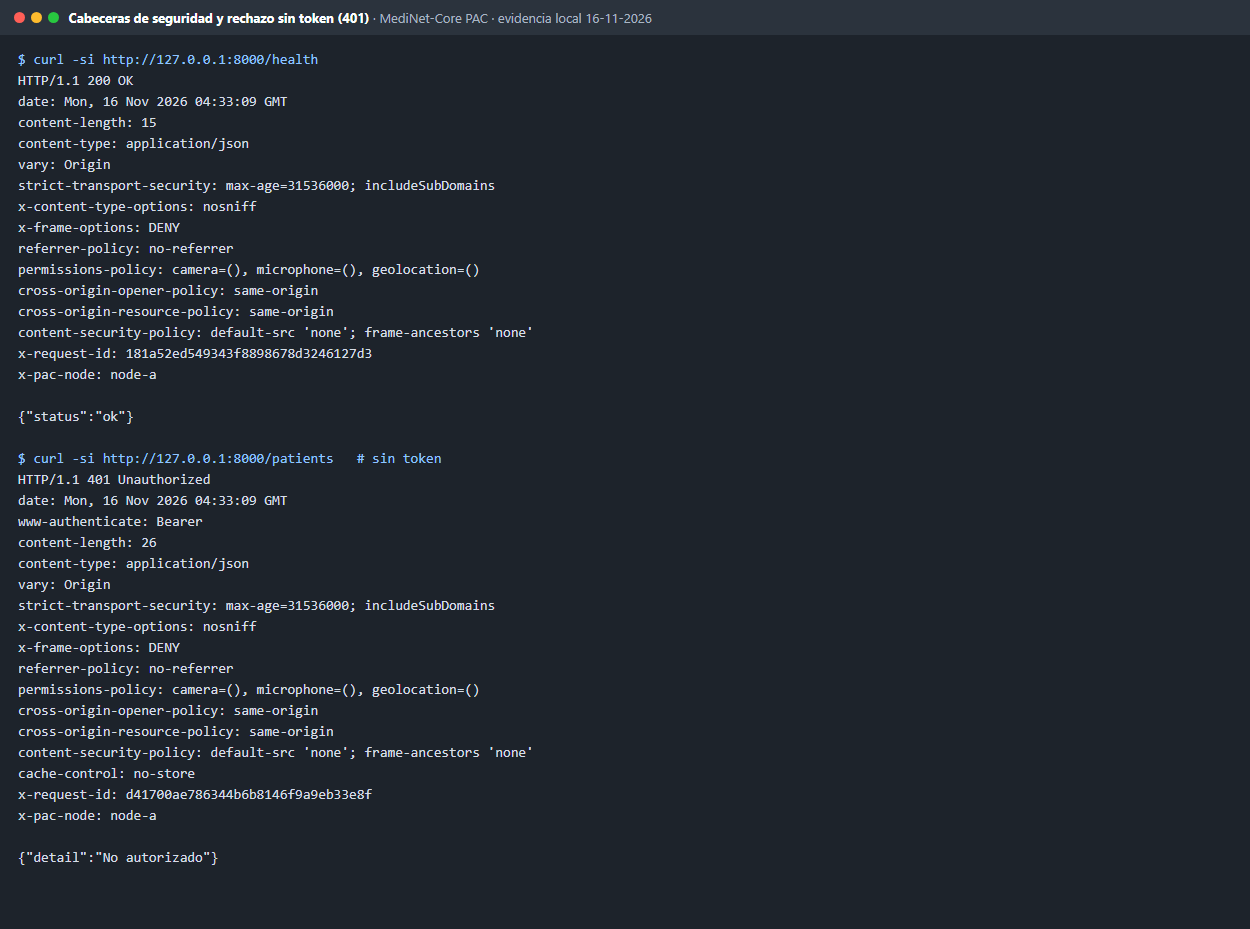 Cabeceras de seguridad y rechazo sin token (401) · MediNet-Core PAC · evidencia local 16-11-2026
$ curl -si http://127.0.0.1:8000/health
HTTP/1.1 200 OK
date: Mon, 16 Nov 2026 04:33:09 GMT
content-length: 15
content-type: application/json
vary: Origin
strict-transport-security: max-age=31536000; includeSubDomains
x-content-type-options: nosniff
x-frame-options: DENY
referrer-policy: no-referrer
permissions-policy: camera=(), microphone=(), geolocation=()
cross-origin-opener-policy: same-origin
cross-origin-resource-policy: same-origin
content-security-policy: default-src 'none'; frame-ancestors 'none'
x-request-id: 181a52ed549343f8898678d3246127d3
x-pac-node: node-a
{"status":"ok"}
$ curl -si http://127.0.0.1:8000/patients   # sin token
HTTP/1.1 401 Unauthorized
date: Mon, 16 Nov 2026 04:33:09 GMT
www-authenticate: Bearer
content-length: 26
content-type: application/json
vary: Origin
strict-transport-security: max-age=31536000; includeSubDomains
x-content-type-options: nosniff
x-frame-options: DENY
referrer-policy: no-referrer
permissions-policy: camera=(), microphone=(), geolocation=()
cross-origin-opener-policy: same-origin
cross-origin-resource-policy: same-origin
content-security-policy: default-src 'none'; frame-ancestors 'none'
cache-control: no-store
x-request-id: d41700ae786344b6b8146f9a9eb33e8f
x-pac-node: node-a
{"detail":"No autorizado"}